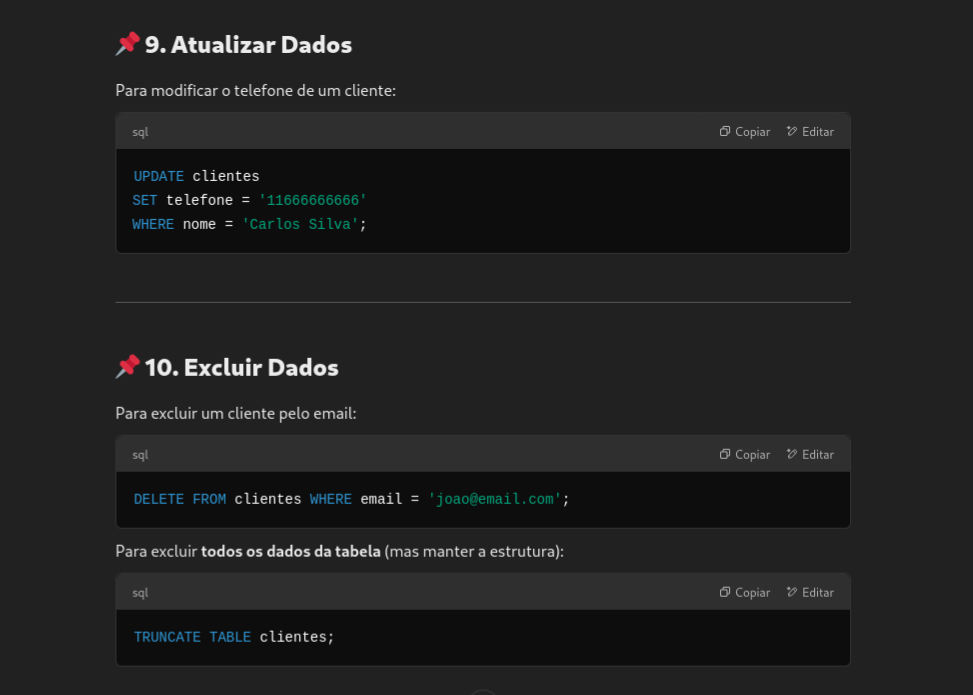 📌 9. Atualizar Dados
Para modificar o telefone de um cliente:
sql
Copiar
Editar
UPDATE clientes
SET telefone = '11666666666'
WHERE nome = 'Carlos Silva';
📌 10. Excluir Dados
Para excluir um cliente pelo email:
sql
Copiar
Editar
DELETE FROM clientes WHERE email = 'joao@email.com';
Para excluir todos os dados da tabela (mas manter a estrutura):
sql
Copiar
Editar
TRUNCATE TABLE clientes;